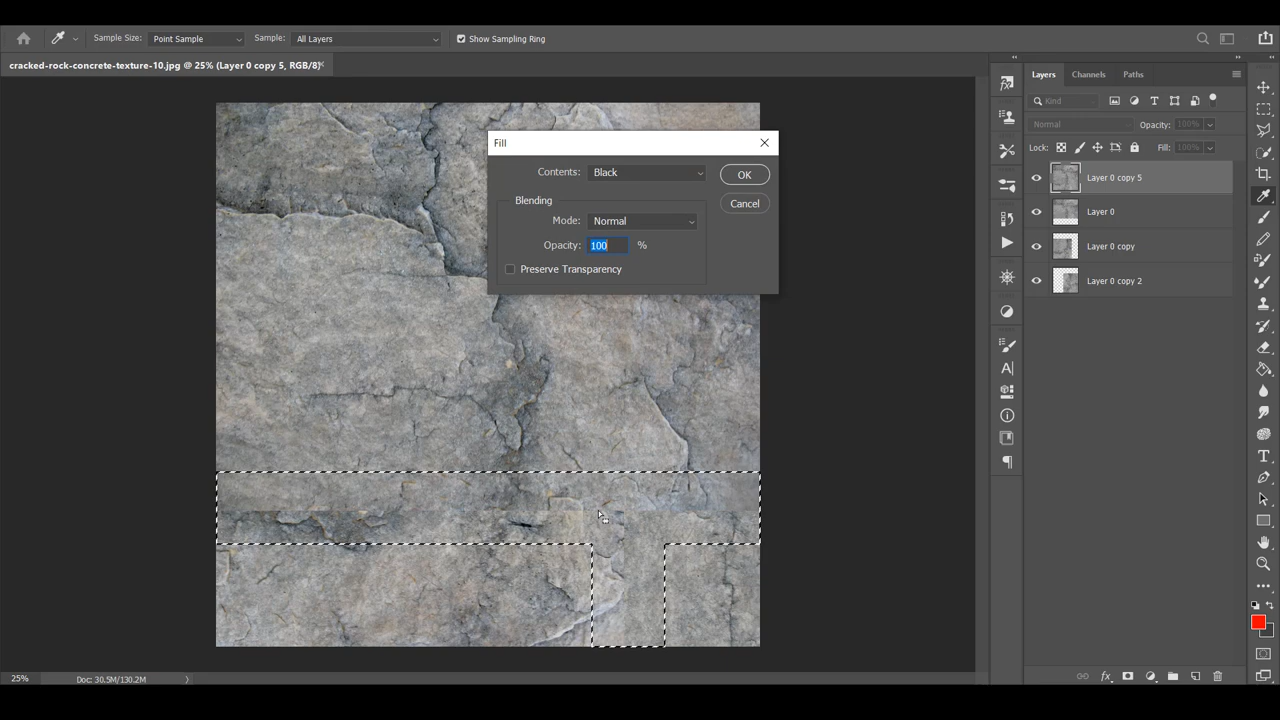 Sample Size: Point Sample Sample: All Layers Show Sampling Ring
cracked-rock-concrete-texture-10.jpg @ 25% (Layer 0 copy 5, RGB/8)
Fill
Contents: Black
OK
Blending
Mode: Normal
Cancel
Opacity: 100 %
Preserve Transparency
Layers Channels Paths
Kind
Normal Opacity: 100%
Lock: Fill: 100%
Layer 0 copy 5
Layer 0
Layer 0 copy
Layer 0 copy 2
25% Doc: 30.5M/130.2M